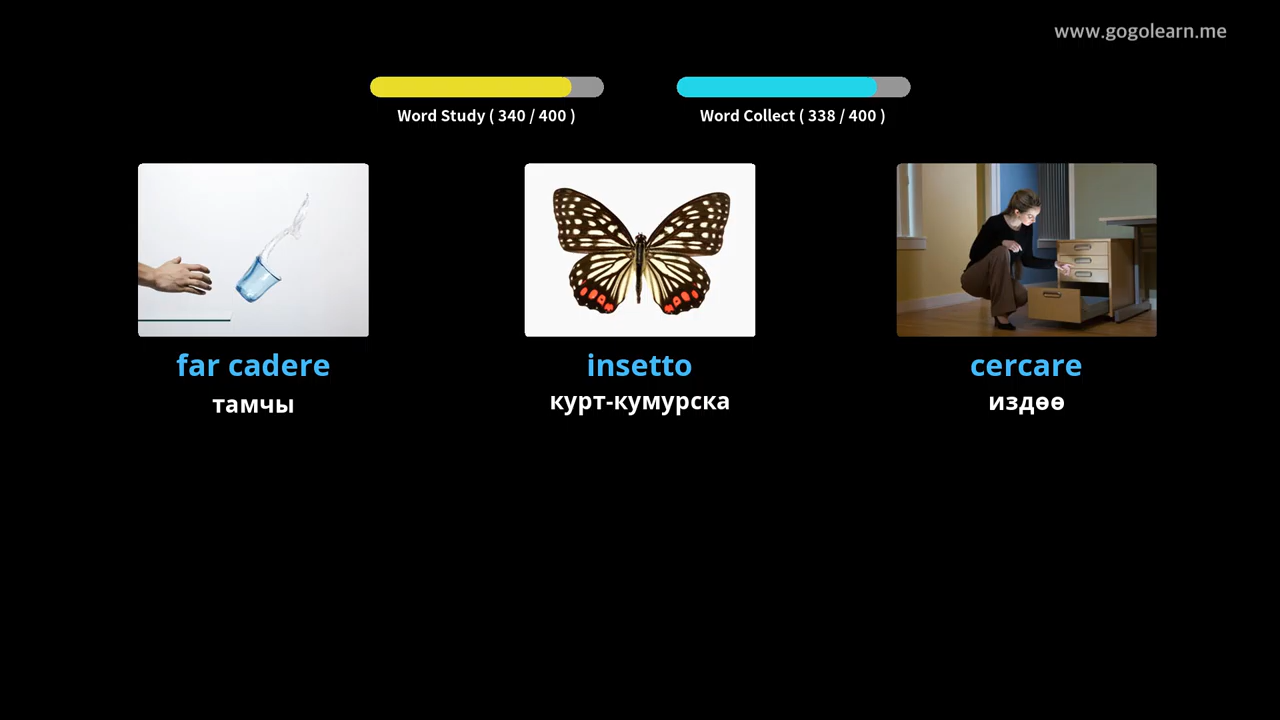 www.gogolearn.me
Word Study ( 340 / 400 )
Word Collect ( 338 / 400 )
far cadere
тамчы
insetto
курт-кумурска
cercare
издөө